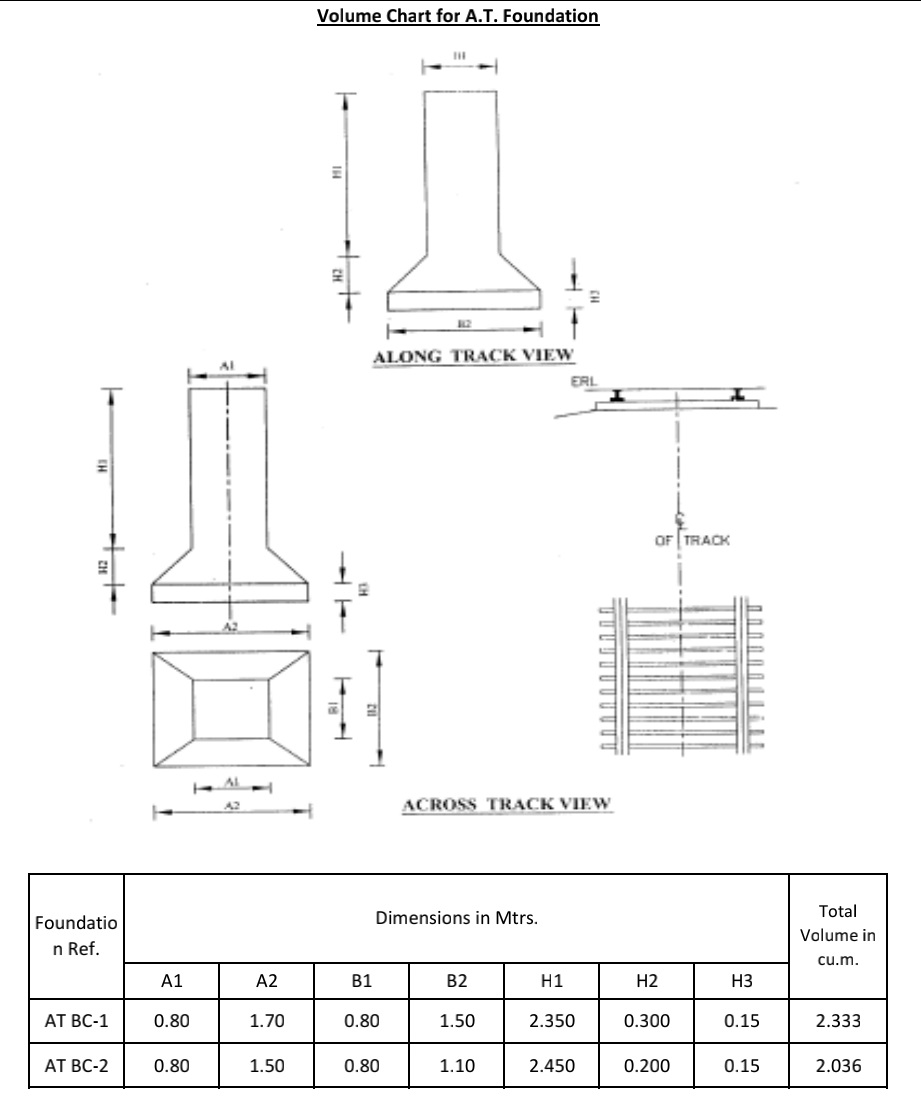 Volume Chart for A.T. Foundation
H1
H2
H3
B2
ALONG TRACK VIEW
A1
ERL
H1
H2
H3
A2
OF TRACK
B1
B2
A1
A2
ACROSS TRACK VIEW
Foundatio
n Ref.
Dimensions in Mtrs.
Total
Volume in
cu.m.
A1 A2 B1 B2 H1 H2 H3
AT BC-1 0.80 1.70 0.80 1.50 2.350 0.300 0.15 2.333
AT BC-2 0.80 1.50 0.80 1.10 2.450 0.200 0.15 2.036